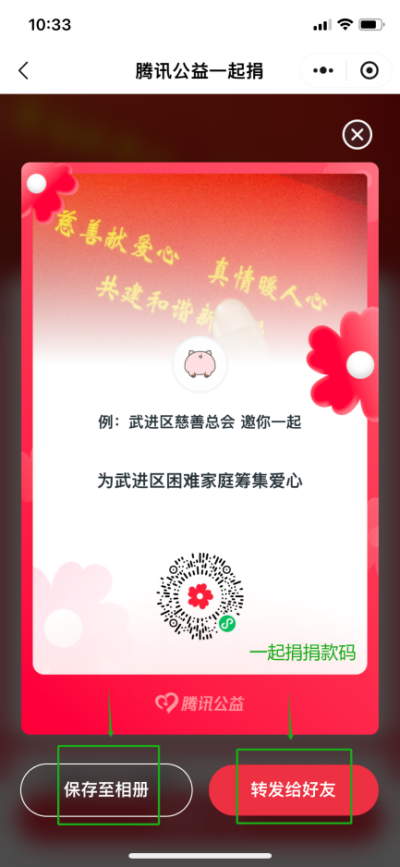 10:33
腾讯公益一起捐
慈善献爱心
真情暖人心
共建和谐新
例：武进区慈善总会 邀你一起
为武进区困难家庭筹集爱心
一起捐捐款码
腾讯公益
保存至相册
转发给好友